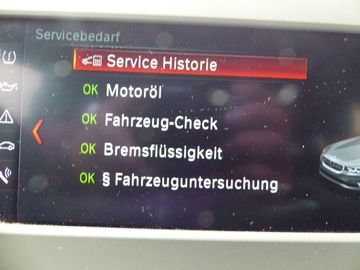 Servicebedarf
Service Historie
OK Motoröl
OK Fahrzeug-Check
OK Bremsflüssigkeit
OK § Fahrzeuguntersuchung